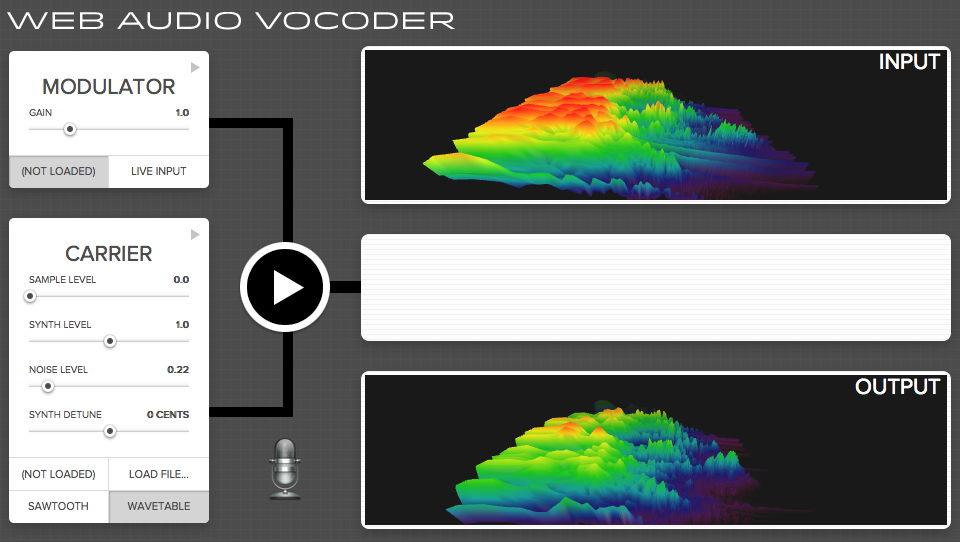 WEB AUDIO VOCODER
MODULATOR
GAIN 1.0
(NOT LOADED) LIVE INPUT
CARRIER
SAMPLE LEVEL 0.0
SYNTH LEVEL 1.0
NOISE LEVEL 0.22
SYNTH DETUNE 0 CENTS
(NOT LOADED) LOAD FILE...
SAWTOOTH WAVETABLE
INPUT
OUTPUT